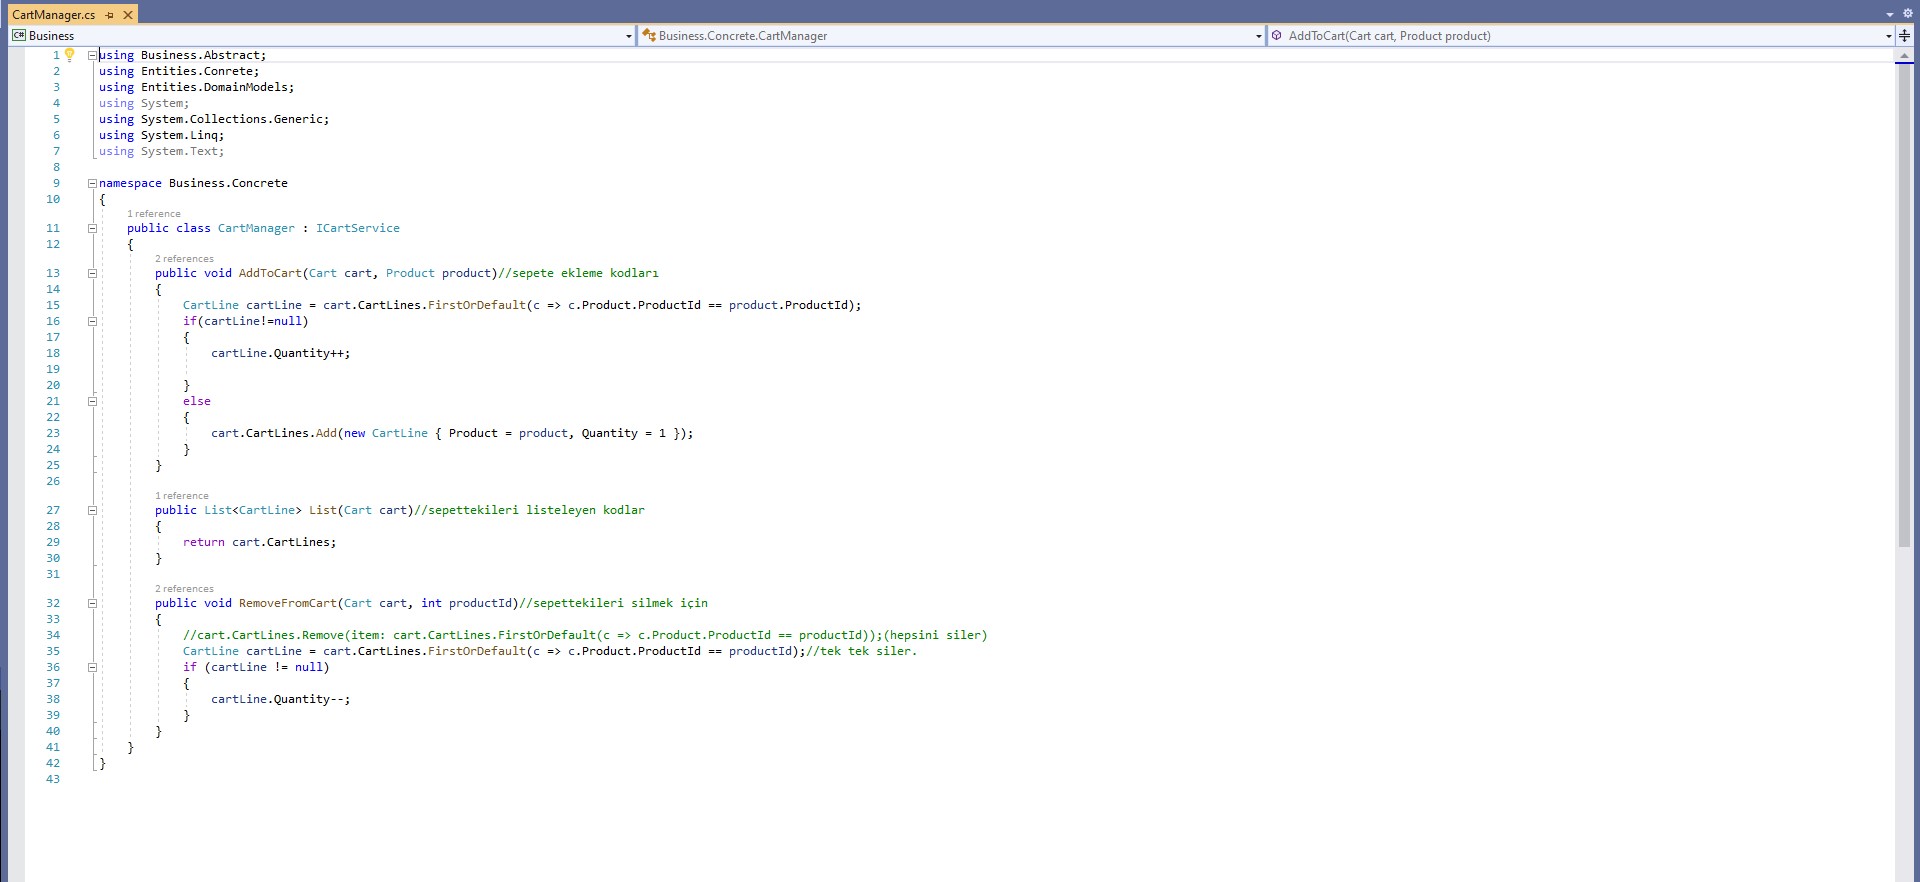 CartManager.cs
C# Business
Business.Concrete.CartManager
AddToCart(Cart cart, Product product)
1 using Business.Abstract;
2 using Entities.Conrete;
3 using Entities.DomainModels;
4 using System;
5 using System.Collections.Generic;
6 using System.Linq;
7 using System.Text;
8
9 namespace Business.Concrete
10 {
1 reference
11 public class CartManager : ICartService
12 {
2 references
13 public void AddToCart(Cart cart, Product product)//sepete ekleme kodları
14 {
15 CartLine cartLine = cart.CartLines.FirstOrDefault(c => c.Product.ProductId == product.ProductId);
16 if(cartLine!=null)
17 {
18 cartLine.Quantity++;
19
20 }
21 else
22 {
23 cart.CartLines.Add(new CartLine { Product = product, Quantity = 1 });
24 }
25 }
26
1 reference
27 public List<CartLine> List(Cart cart)//sepettekileri listeleyen kodlar
28 {
29 return cart.CartLines;
30 }
31
2 references
32 public void RemoveFromCart(Cart cart, int productId)//sepettekileri silmek için
33 {
34 //cart.CartLines.Remove(item: cart.CartLines.FirstOrDefault(c => c.Product.ProductId == productId));(hepsini siler)
35 CartLine cartLine = cart.CartLines.FirstOrDefault(c => c.Product.ProductId == productId);//tek tek siler.
36 if (cartLine != null)
37 {
38 cartLine.Quantity--;
39 }
40 }
41 }
42 }
43